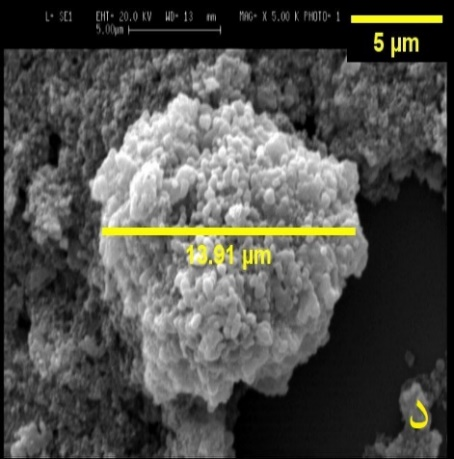 L= SE1 EHT= 20.0 KV WD= 13 mm MAG= X 5.00 K PHOTO= 1
5.00µm
5 µm
13.91 µm
د